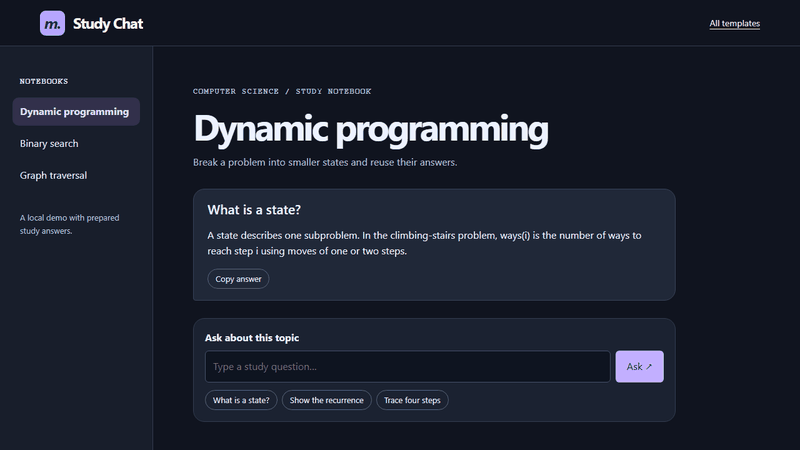 m. Study Chat
All templates
NOTEBOOKS
Dynamic programming
Binary search
Graph traversal
A local demo with prepared
study answers.
COMPUTER SCIENCE / STUDY NOTEBOOK
Dynamic programming
Break a problem into smaller states and reuse their answers.
What is a state?
A state describes one subproblem. In the climbing-stairs problem, ways(i) is the number of ways to
reach step i using moves of one or two steps.
Copy answer
Ask about this topic
Type a study question...
Ask ↗
What is a state?
Show the recurrence
Trace four steps